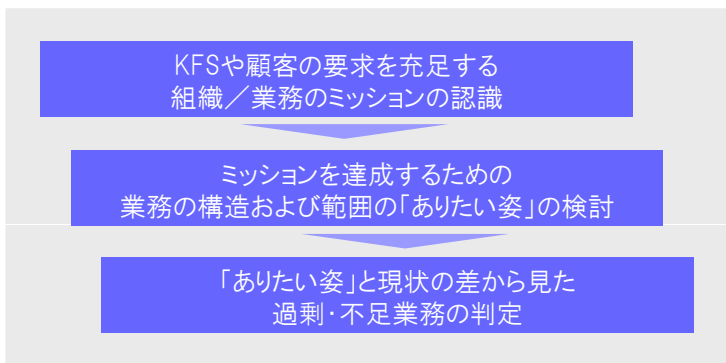 KFSや顧客の要求を充足する
組織／業務のミッションの認識
ミッションを達成するための
業務の構造および範囲の「ありたい姿」の検討
「ありたい姿」と現状の差から見た
過剰・不足業務の判定